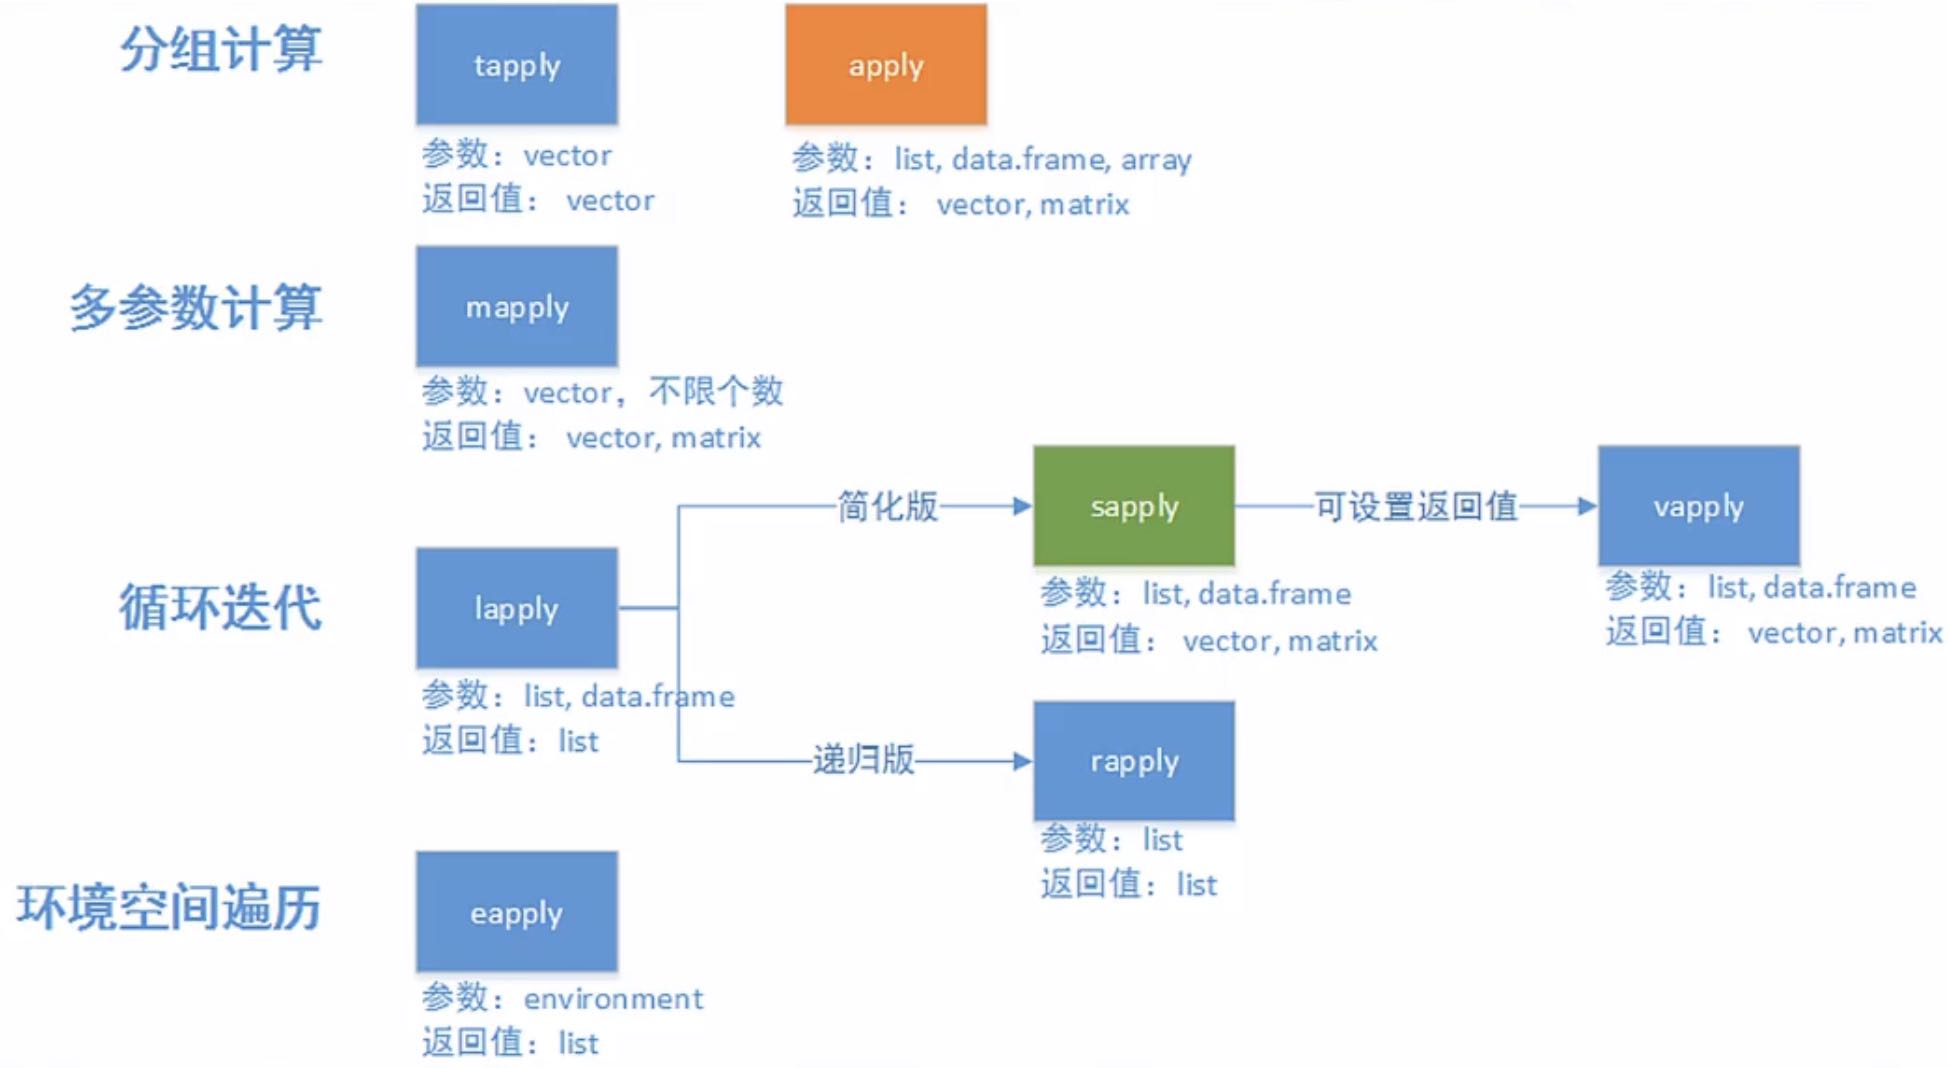 分组计算
tapply
参数：vector
返回值： vector
apply
参数：list, data.frame, array
返回值： vector, matrix
多参数计算
mapply
参数：vector，不限个数
返回值： vector, matrix
循环迭代
lapply
参数：list, data.frame
返回值：list
简化版
sapply
参数：list, data.frame
返回值： vector, matrix
可设置返回值
vapply
参数：list, data.frame
返回值： vector, matrix
递归版
rapply
参数：list
返回值：list
环境空间遍历
eapply
参数：environment
返回值：list